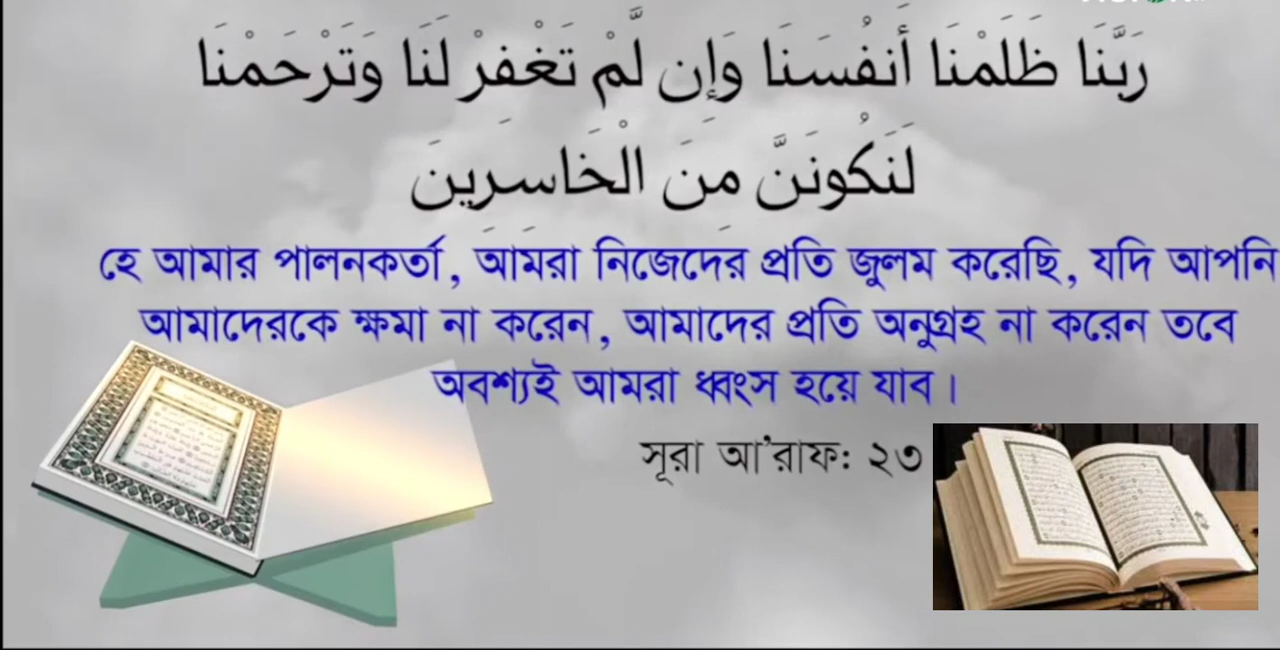 رَبَّنَا ظَلَمْنَا أَنفُسَنَا وَإِن لَّمْ تَغْفِرْ لَنَا وَتَرْحَمْنَا
لَنَكُونَنَّ مِنَ الْخَاسِرِينَ
হে আমার পালনকর্তা, আমরা নিজেদের প্রতি জুলম করেছি, যদি আপনি
আমাদেরকে ক্ষমা না করেন, আমাদের প্রতি অনুগ্রহ না করেন তবে
অবশ্যই আমরা ধ্বংস হয়ে যাব।
সূরা আ'রাফ: ২৩